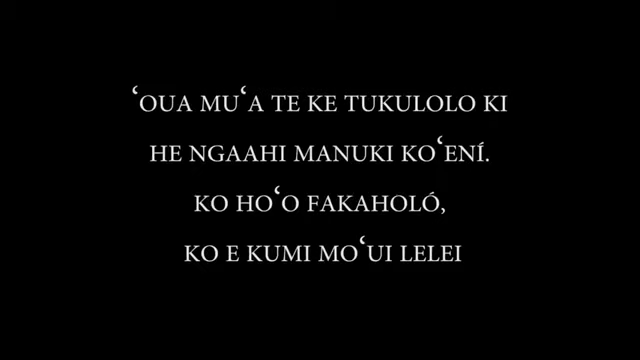 ʻOUA MUʻA TE KE TUKULOLO KI
HE NGAAHI MANUKI KOʻENÍ.
KO HOʻO FAKAHOLÓ,
KO E KUMI MOʻUI LELEI